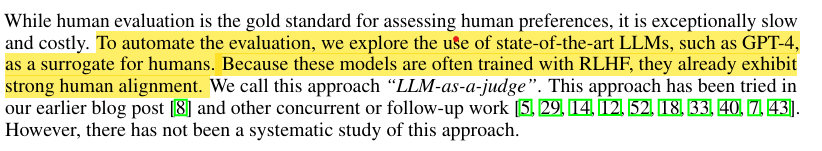 While human evaluation is the gold standard for assessing human preferences, it is exceptionally slow
and costly. To automate the evaluation, we explore the use of state-of-the-art LLMs, such as GPT-4,
as a surrogate for humans. Because these models are often trained with RLHF, they already exhibit
strong human alignment. We call this approach “LLM-as-a-judge”. This approach has been tried in
our earlier blog post [8] and other concurrent or follow-up work [5, 29, 14, 12, 52, 18, 33, 40, 7, 43].
However, there has not been a systematic study of this approach.